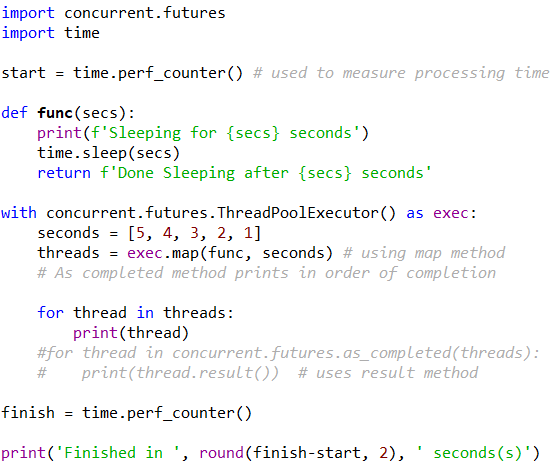 import concurrent.futures
import time
start = time.perf_counter() # used to measure processing time
def func(secs):
    print(f'Sleeping for {secs} seconds')
    time.sleep(secs)
    return f'Done Sleeping after {secs} seconds'
with concurrent.futures.ThreadPoolExecutor() as exec:
    seconds = [5, 4, 3, 2, 1]
    threads = exec.map(func, seconds) # using map method
    # As completed method prints in order of completion
    for thread in threads:
        print(thread)
    #for thread in concurrent.futures.as_completed(threads):
    #    print(thread.result())  # uses result method
finish = time.perf_counter()
print('Finished in ', round(finish-start, 2), ' seconds(s)')